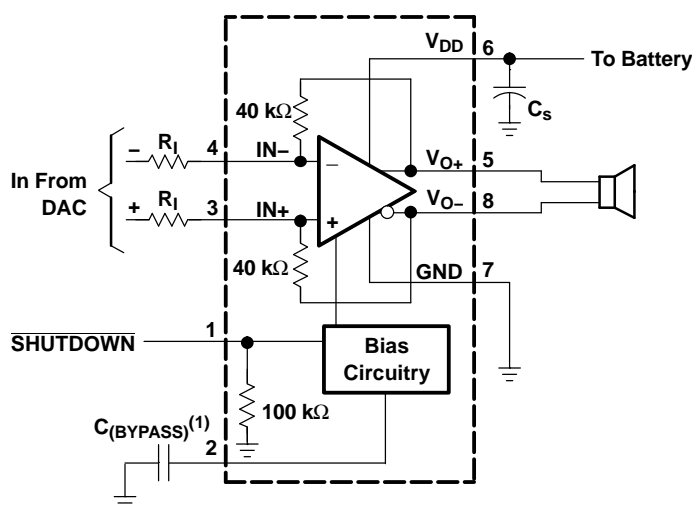 VDD 6
To Battery
40 kΩ
Cs
− RI 4 IN−
−
VO+ 5
In From
DAC
+ RI 3 IN+
+
VO− 8
40 kΩ
GND 7
SHUTDOWN 1
Bias
Circuitry
100 kΩ
C(BYPASS)(1)
2